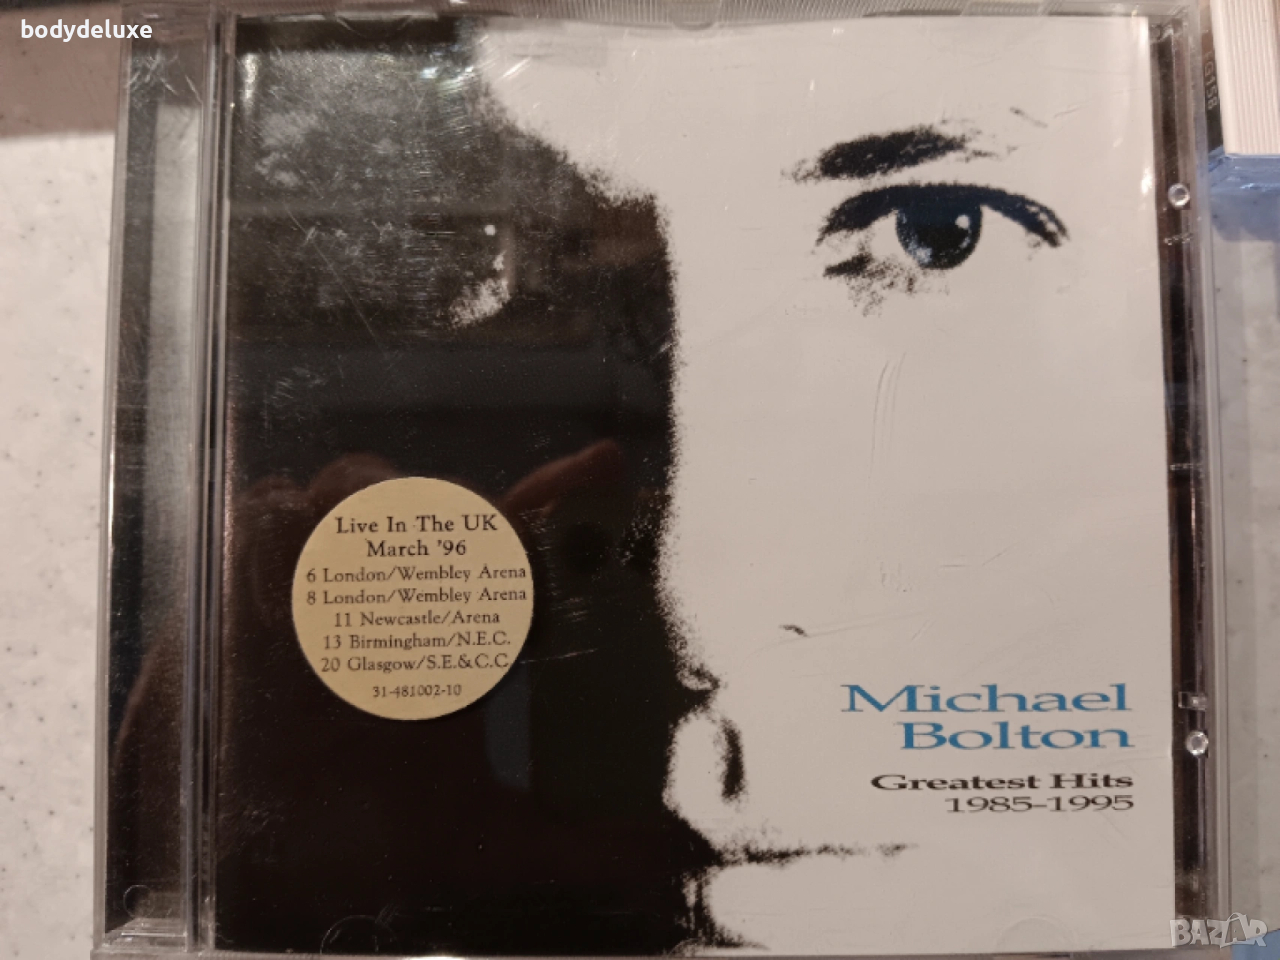 bodydeluxe
Live In The UK
March '96
6 London/Wembley Arena
8 London/Wembley Arena
11 Newcastle/Arena
13 Birmingham/N.E.C.
20 Glasgow/S.E.&C.C.
31-481002-10
Michael
Bolton
Greatest Hits
1985-1995
BAZAR